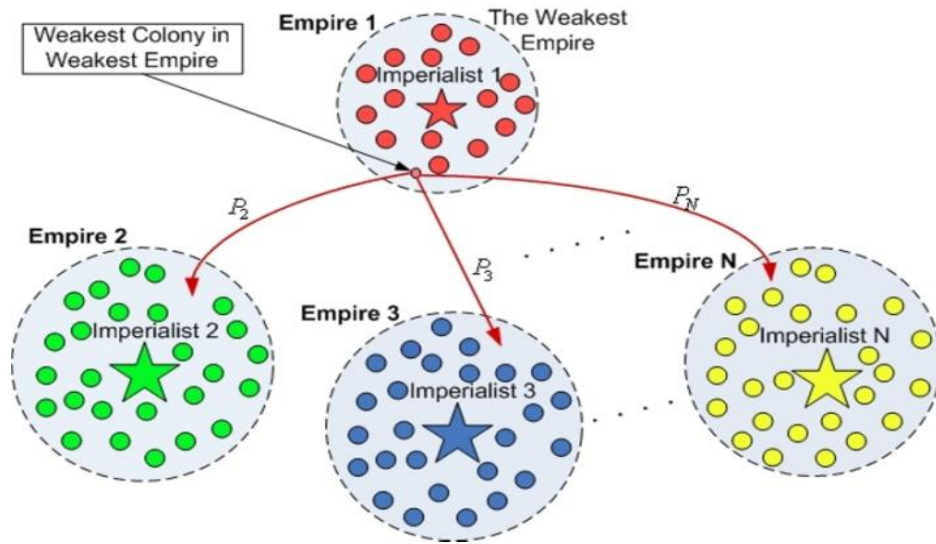 Weakest Colony in
Weakest Empire
Empire 1
The Weakest
Empire
Imperialist 1
P2
P3
PN
Empire 2
Imperialist 2
Empire 3
Imperialist 3
Empire N
Imperialist N